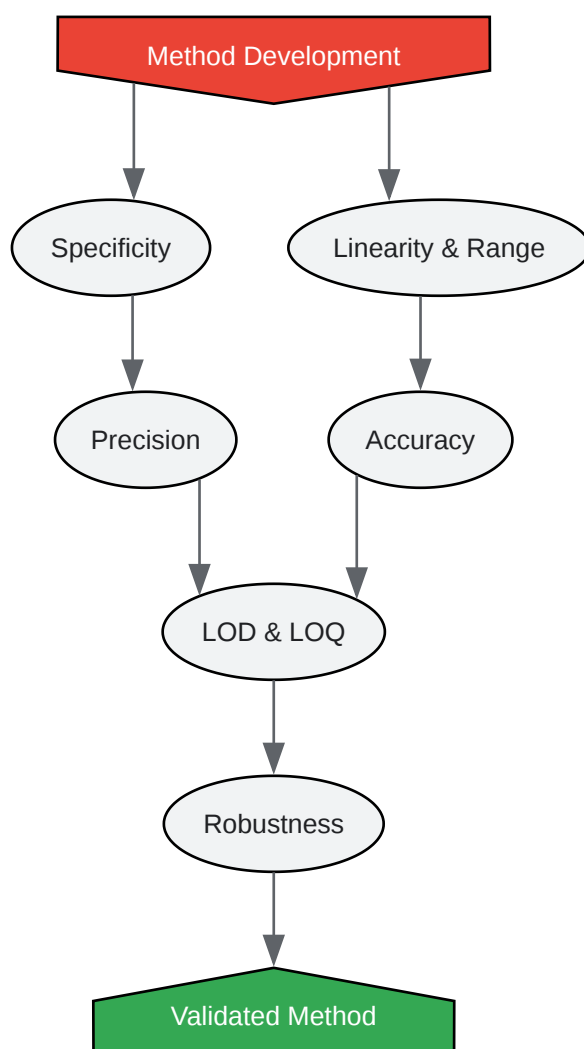 Method Development
Specificity
Linearity & Range
Precision
Accuracy
LOD & LOQ
Robustness
Validated Method